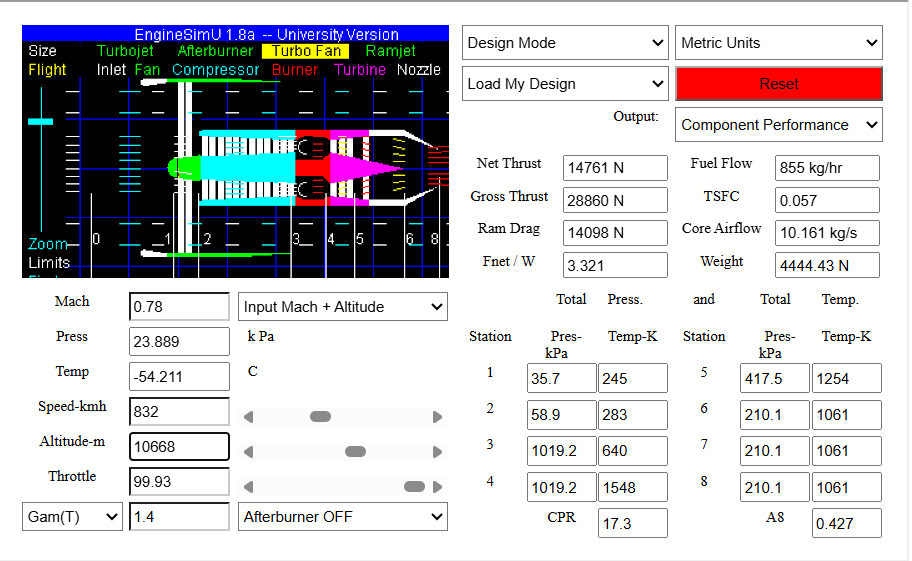 EngineSimU 1.8a -- University Version
Size Turbojet Afterburner Turbo Fan Ramjet
Flight Inlet Fan Compressor Burner Turbine Nozzle
0 1 2 3 4 5 6 8
Zoom
Limits
Design Mode Metric Units
Load My Design Reset
Output: Component Performance
Net Thrust 14761 N Fuel Flow 855 kg/hr
Gross Thrust 28860 N TSFC 0.057
Ram Drag 14098 N Core Airflow 10.161 kg/s
Fnet / W 3.321 Weight 4444.43 N
Mach 0.78 Input Mach + Altitude
Press 23.889 k Pa
Temp -54.211 C
Speed-kmh 832
Altitude-m 10668
Throttle 99.93
Gam(T) 1.4 Afterburner OFF
Total Press. and Total Temp.
Station Pres- Temp-K Station Pres- Temp-K
kPa kPa
1 35.7 245 5 417.5 1254
2 58.9 283 6 210.1 1061
3 1019.2 640 7 210.1 1061
4 1019.2 1548 8 210.1 1061
CPR 17.3 A8 0.427